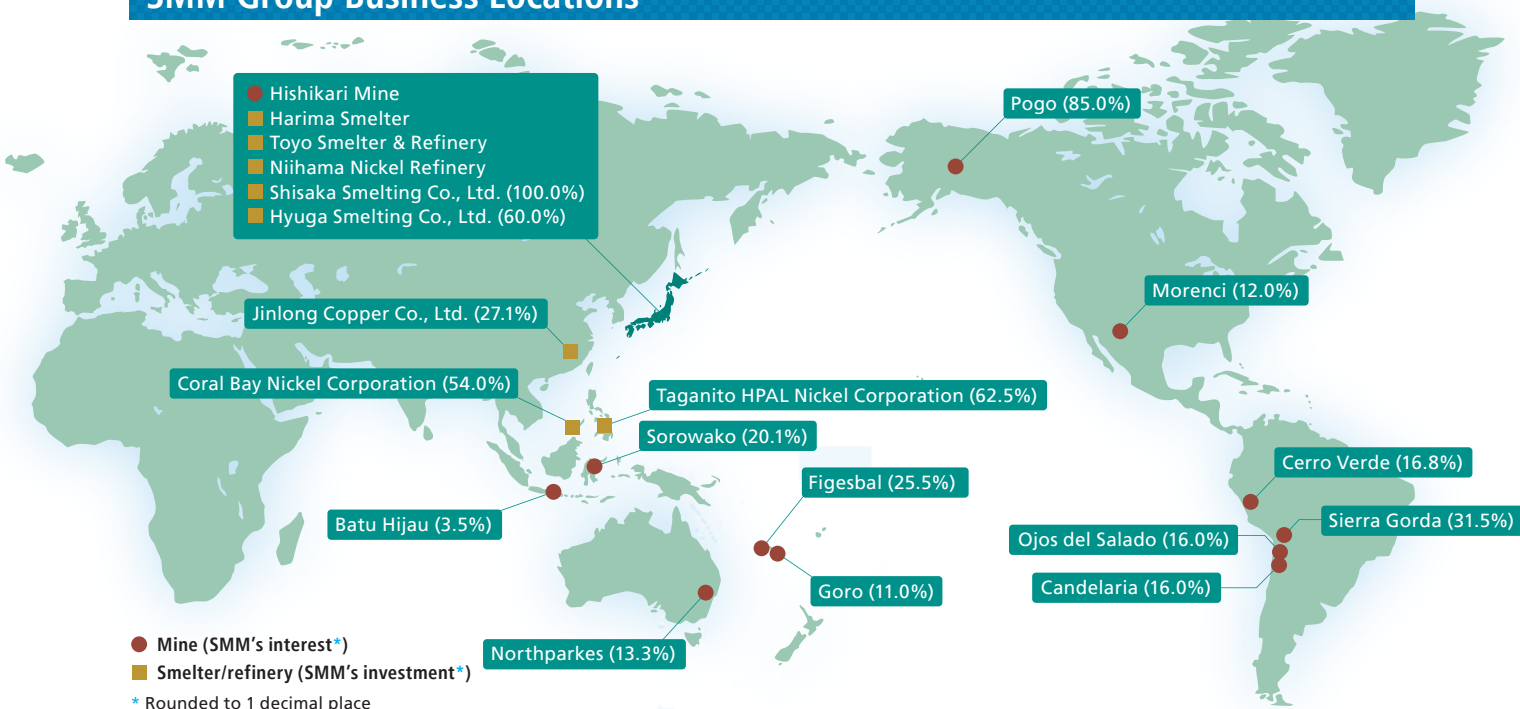 SMM Group Business Locations
Hishikari Mine
Harima Smelter
Toyo Smelter & Refinery
Niihama Nickel Refinery
Shisaka Smelting Co., Ltd. (100.0%)
Hyuga Smelting Co., Ltd. (60.0%)
Pogo (85.0%)
Morenci (12.0%)
Jinlong Copper Co., Ltd. (27.1%)
Coral Bay Nickel Corporation (54.0%)
Taganito HPAL Nickel Corporation (62.5%)
Sorowako (20.1%)
Cerro Verde (16.8%)
Figesbal (25.5%)
Batu Hijau (3.5%)
Sierra Gorda (31.5%)
Ojos del Salado (16.0%)
Candelaria (16.0%)
Goro (11.0%)
Northparkes (13.3%)
Mine (SMM's interest*)
Smelter/refinery (SMM's investment*)
* Rounded to 1 decimal place